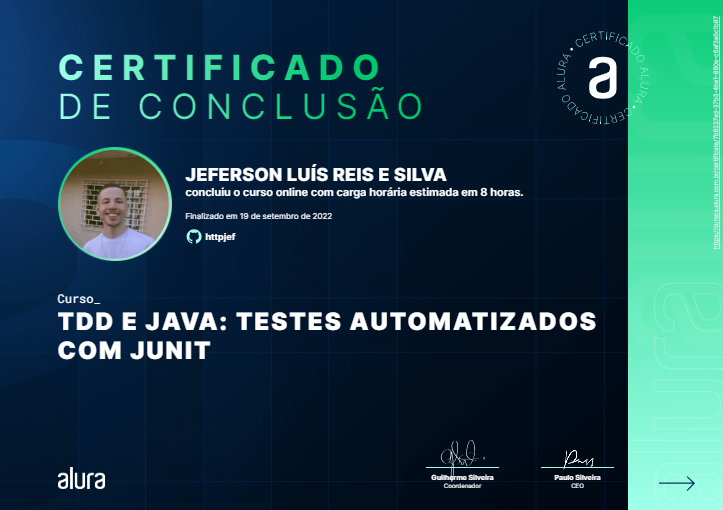 CERTIFICADO
DE CONCLUSÃO
CERTIFICADO ALURA • CERTIFICADO ALURA •
a
JEFERSON LUÍS REIS E SILVA
concluiu o curso online com carga horária estimada em 8 horas.
Finalizado em 19 de setembro de 2022
httpjef
Curso_
TDD E JAVA: TESTES AUTOMATIZADOS
COM JUNIT
alura
Guilherme Silveira
Coordenador
Paulo Silveira
CEO
alura